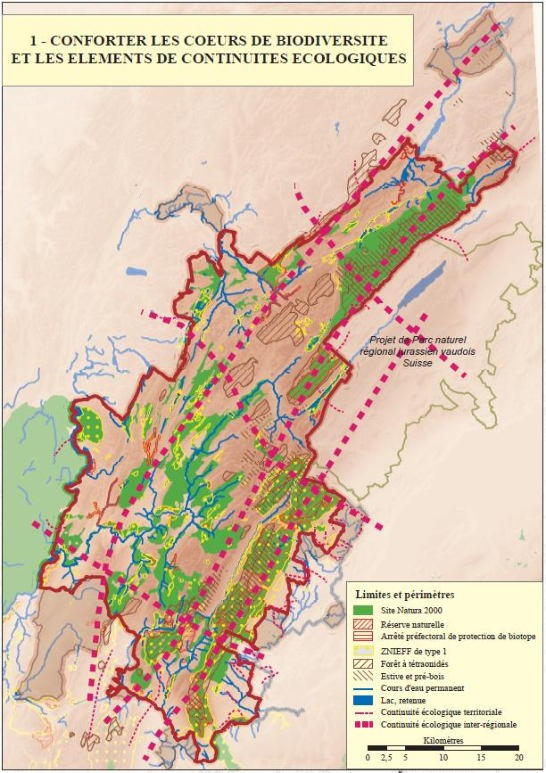 1 - CONFORTER LES COEURS DE BIODIVERSITE
ET LES ELEMENTS DE CONTINUITES ECOLOGIQUES
Projet de Parc naturel
régional jurassien vaudois
Suisse
Limites et périmètres
Site Natura 2000
Réserve naturelle
Arrêté préfectoral de protection de biotope
ZNIEFF de type 1
Forêt à tétraonidés
Estive et pré-bois
Cours d'eau permanent
Lac, retenue
Continuité écologique territoriale
Continuité écologique inter-régionale
Kilomètres
0 2,5 5 10 15 20